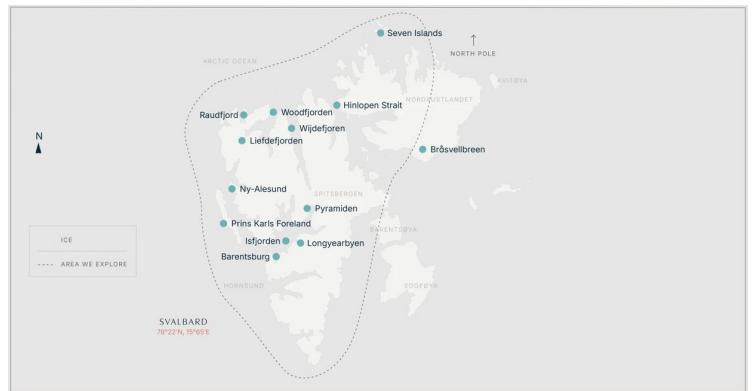 Seven Islands
NORTH POLE
ARCTIC OCEAN
KVITØYA
NORDAUSTLANDET
Hinlopen Strait
Woodfjorden
Raudfjord
Wijdefjoren
N
Liefdefjorden
Bråsvellbreen
Ny-Alesund
SPITSBERGEN
Pyramiden
Prins Karls Foreland
BARENTSØYA
ICE
Isfjorden
Longyearbyen
Barentsburg
AREA WE EXPLORE
HORNSUND
EDGEØYA
SVALBARD
78°22'N, 15°65'E